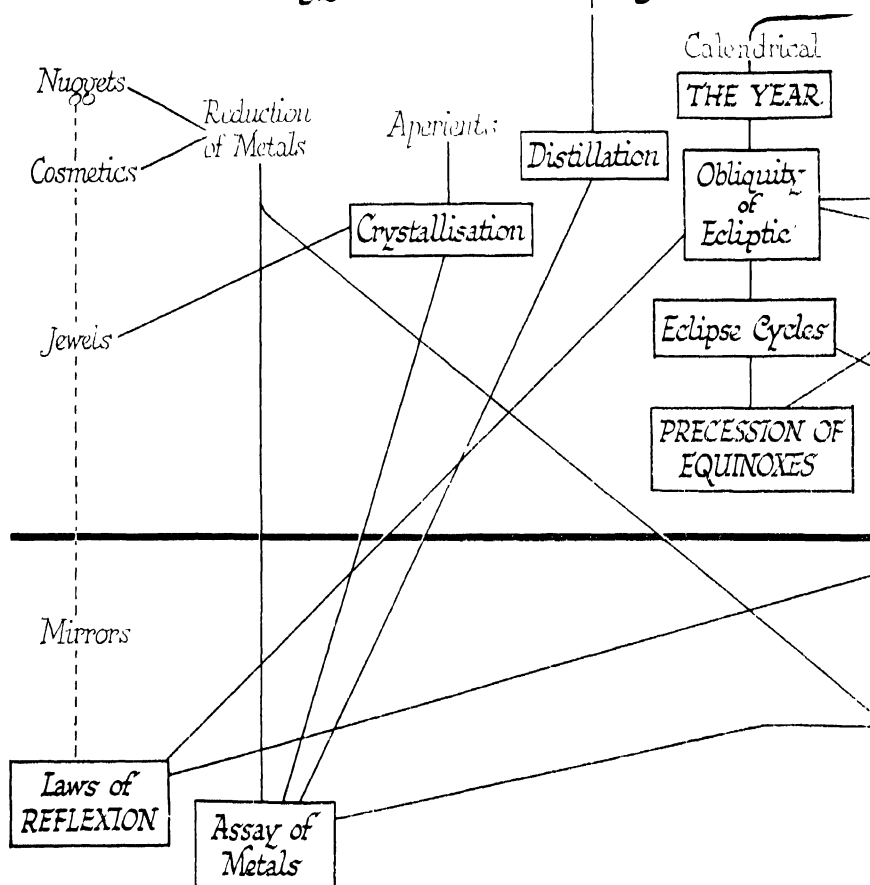 Calendrical
THE YEAR.
Nuggets
Reduction
of Metals
Aperients
Distillation
Cosmetics
Obliquity
of
Ecliptic
Crystallisation
Jewels
Eclipse Cycles
PRECESSION OF
EQUINOXES
Mirrors
Laws of
REFLEXION
Assay of
Metals